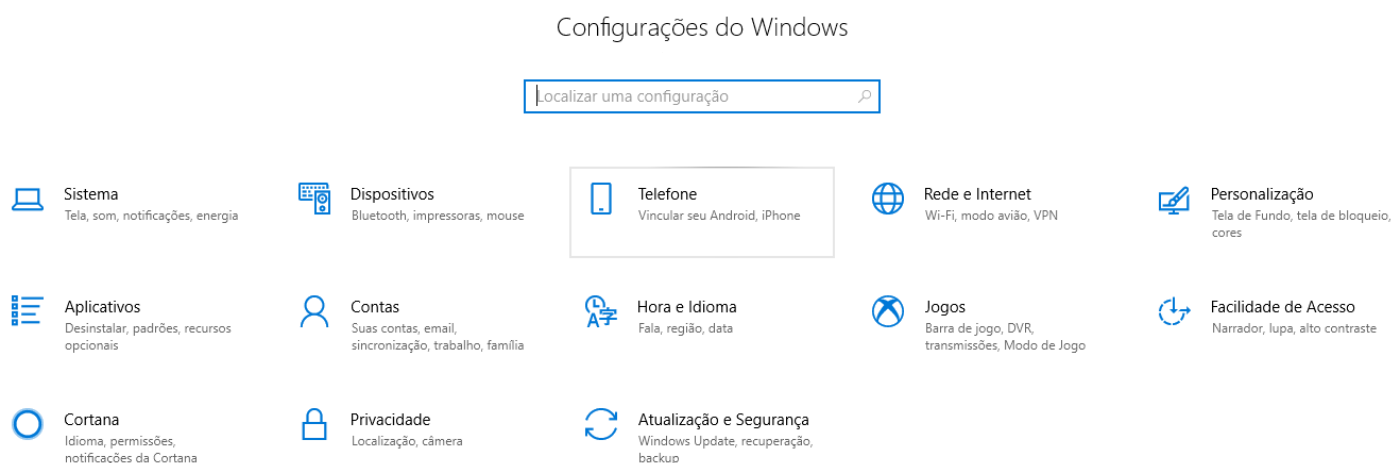 Configurações do Windows
Localizar uma configuração
Sistema
Tela, som, notificações, energia
Dispositivos
Bluetooth, impressoras, mouse
Telefone
Vincular seu Android, iPhone
Rede e Internet
Wi-Fi, modo avião, VPN
Personalização
Tela de Fundo, tela de bloqueio,
cores
Aplicativos
Desinstalar, padrões, recursos
opcionais
Contas
Suas contas, email,
sincronização, trabalho, família
Hora e Idioma
Fala, região, data
Jogos
Barra de jogo, DVR,
transmissões, Modo de Jogo
Facilidade de Acesso
Narrador, lupa, alto contraste
Cortana
Idioma, permissões,
notificações da Cortana
Privacidade
Localização, câmera
Atualização e Segurança
Windows Update, recuperação,
backup